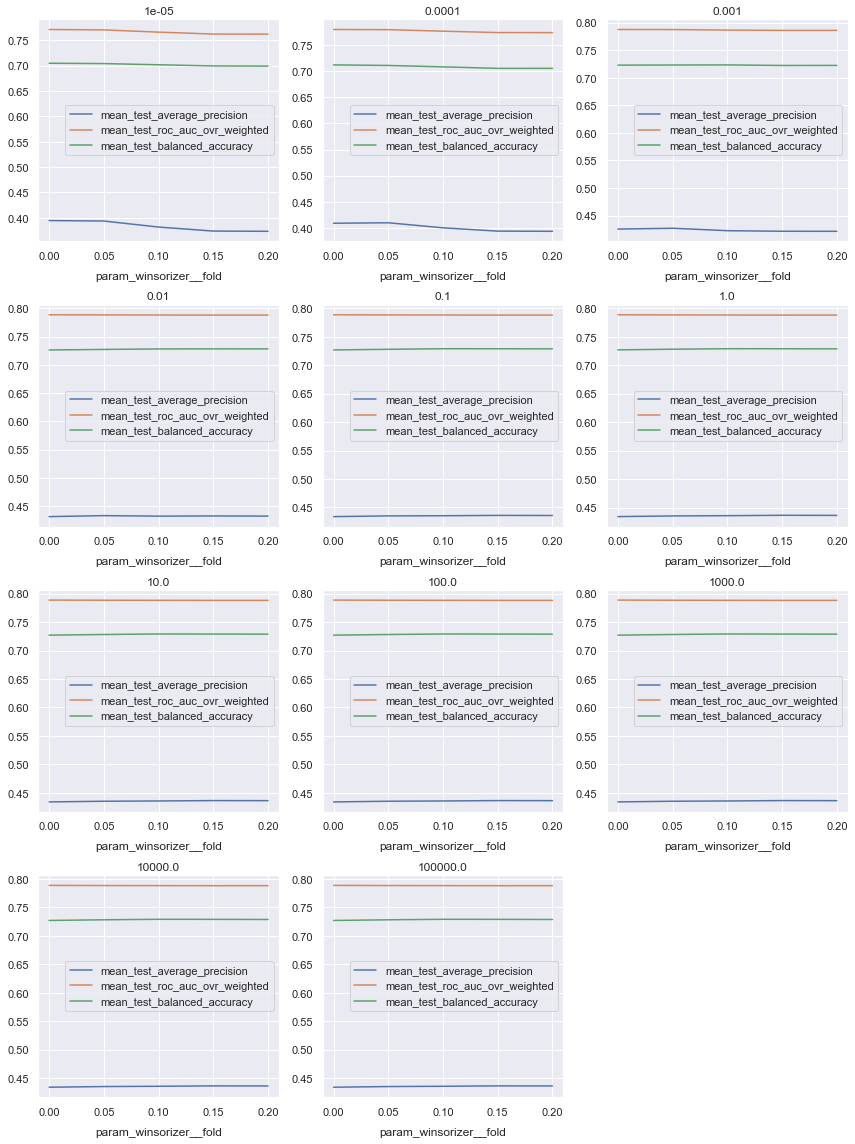 1e-05
0.75
0.70
0.65
0.60
0.55
0.50
0.45
0.40
mean_test_average_precision
mean_test_roc_auc_ovr_weighted
mean_test_balanced_accuracy
0.00 0.05 0.10 0.15 0.20
param_winsorizer__fold
0.0001
0.75
0.70
0.65
0.60
0.55
0.50
0.45
0.40
mean_test_average_precision
mean_test_roc_auc_ovr_weighted
mean_test_balanced_accuracy
0.00 0.05 0.10 0.15 0.20
param_winsorizer__fold
0.001
0.80
0.75
0.70
0.65
0.60
0.55
0.50
0.45
mean_test_average_precision
mean_test_roc_auc_ovr_weighted
mean_test_balanced_accuracy
0.00 0.05 0.10 0.15 0.20
param_winsorizer__fold
0.01
0.80
0.75
0.70
0.65
0.60
0.55
0.50
0.45
mean_test_average_precision
mean_test_roc_auc_ovr_weighted
mean_test_balanced_accuracy
0.00 0.05 0.10 0.15 0.20
param_winsorizer__fold
0.1
0.80
0.75
0.70
0.65
0.60
0.55
0.50
0.45
mean_test_average_precision
mean_test_roc_auc_ovr_weighted
mean_test_balanced_accuracy
0.00 0.05 0.10 0.15 0.20
param_winsorizer__fold
1.0
0.80
0.75
0.70
0.65
0.60
0.55
0.50
0.45
mean_test_average_precision
mean_test_roc_auc_ovr_weighted
mean_test_balanced_accuracy
0.00 0.05 0.10 0.15 0.20
param_winsorizer__fold
10.0
0.80
0.75
0.70
0.65
0.60
0.55
0.50
0.45
mean_test_average_precision
mean_test_roc_auc_ovr_weighted
mean_test_balanced_accuracy
0.00 0.05 0.10 0.15 0.20
param_winsorizer__fold
100.0
0.80
0.75
0.70
0.65
0.60
0.55
0.50
0.45
mean_test_average_precision
mean_test_roc_auc_ovr_weighted
mean_test_balanced_accuracy
0.00 0.05 0.10 0.15 0.20
param_winsorizer__fold
1000.0
0.80
0.75
0.70
0.65
0.60
0.55
0.50
0.45
mean_test_average_precision
mean_test_roc_auc_ovr_weighted
mean_test_balanced_accuracy
0.00 0.05 0.10 0.15 0.20
param_winsorizer__fold
10000.0
0.80
0.75
0.70
0.65
0.60
0.55
0.50
0.45
mean_test_average_precision
mean_test_roc_auc_ovr_weighted
mean_test_balanced_accuracy
0.00 0.05 0.10 0.15 0.20
param_winsorizer__fold
100000.0
0.80
0.75
0.70
0.65
0.60
0.55
0.50
0.45
mean_test_average_precision
mean_test_roc_auc_ovr_weighted
mean_test_balanced_accuracy
0.00 0.05 0.10 0.15 0.20
param_winsorizer__fold